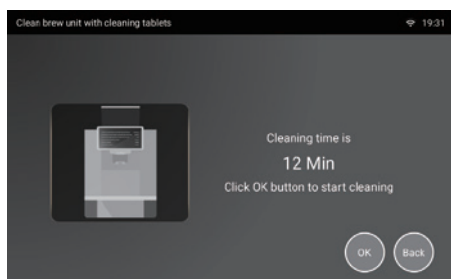 Clean brew unit with cleaning tablets 19:31
Cleaning time is
12 Min
Click OK button to start cleaning
OK Back